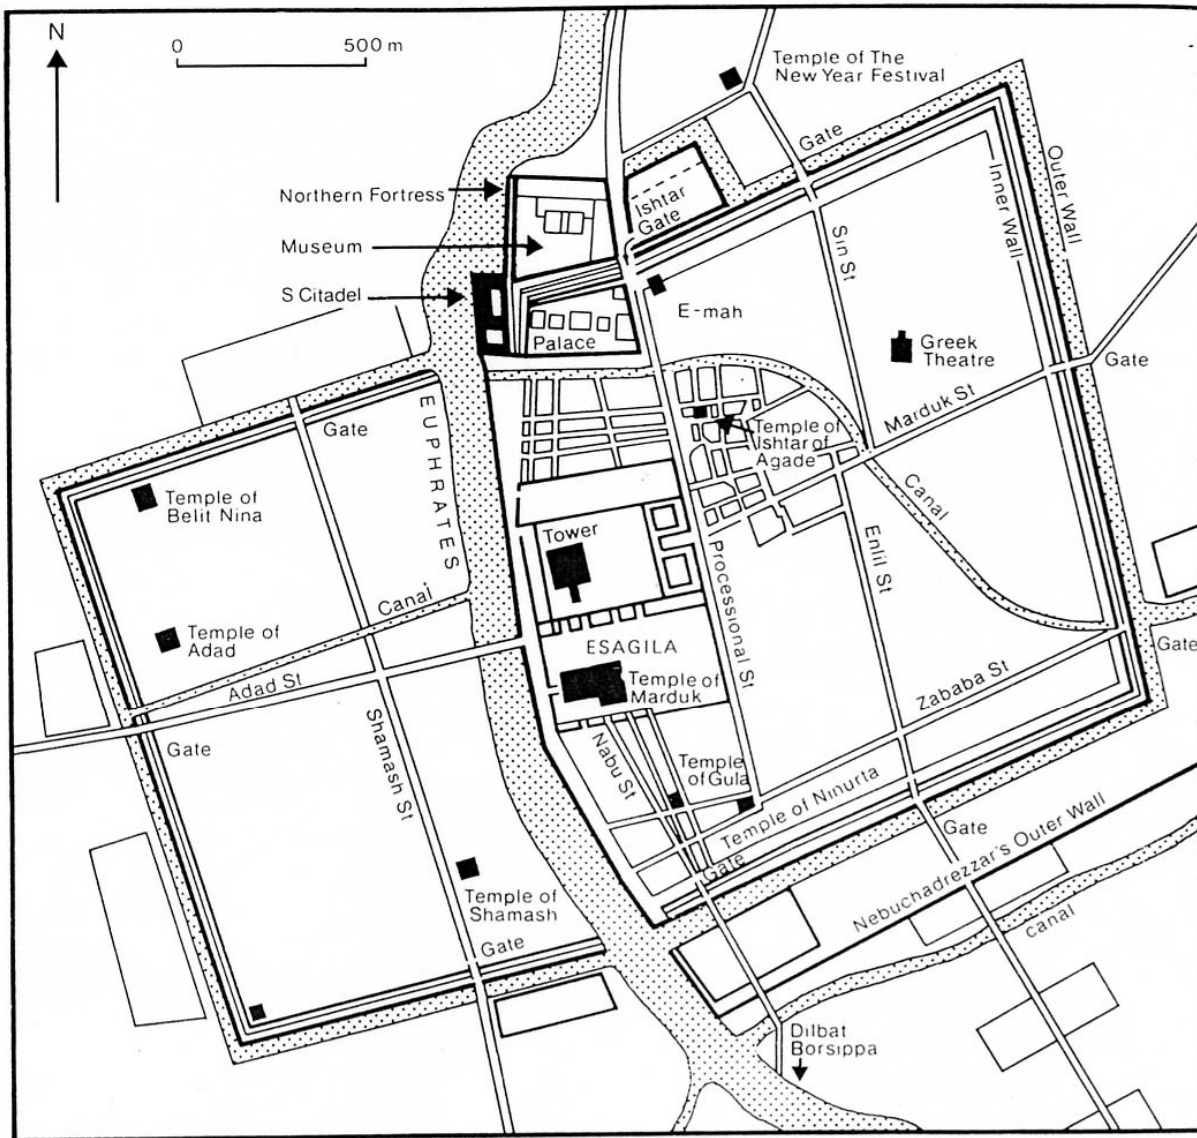 N
0 500 m
Temple of The
New Year Festival
Gate
Northern Fortress
Ishtar
Gate
Inner Wall
Outer Wall
Museum
Sin St
S Citadel
E-mah
Palace
Greek
Theatre
Gate
EUPHRATES
Marduk St
Gate
Temple of
Ishtar of
Agade
Temple of
Belit Nina
Canal
Tower
Enlil St
Processional St
Canal
Temple of
Adad
ESAGILA
Gate
Adad St
Temple of
Marduk
Zababa St
Gate
Shamash St
Nabu St
Temple
of Gula
Temple of Ninurta
Gate
Gate
Nebuchadrezzar's Outer Wall
Temple of
Shamash
canal
Gate
Dilbat
Borsippa